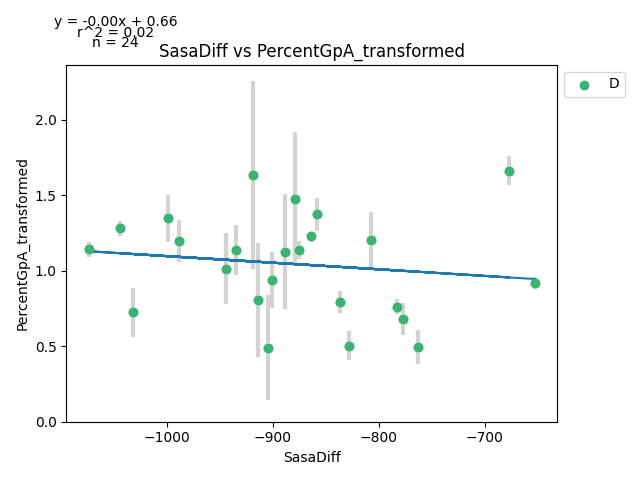 y = -0.00x + 0.66
r^2 = 0.02
n = 24
SasaDiff vs PercentGpA_transformed
D
PercentGpA_transformed
2.0
1.5
1.0
0.5
0.0
−1000
−900
−800
−700
SasaDiff